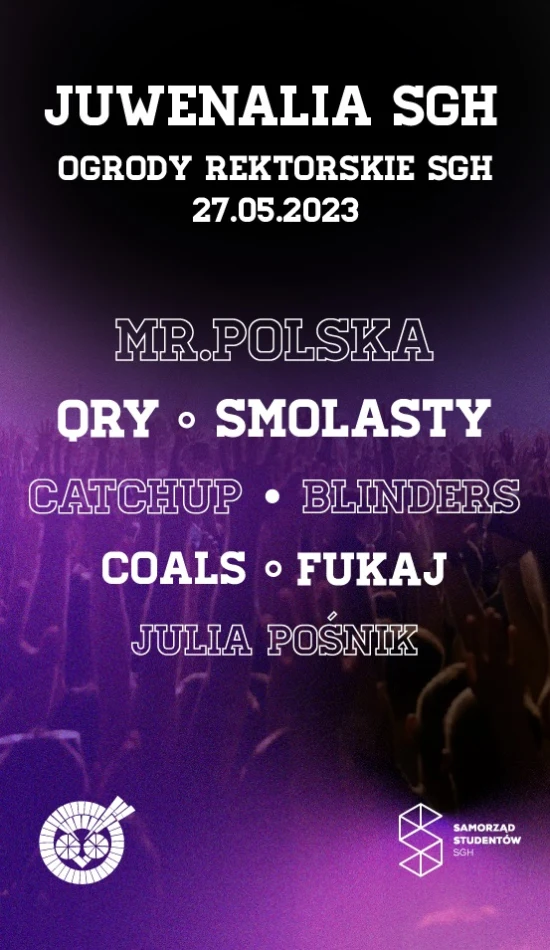 JUWENALIA SGH
OGRODY REKTORSKIE SGH
27.05.2023
MR.POLSKA
QRY ∘ SMOLASTY
CATCHUP • BLINDERS
COALS ∘ FUKAJ
JULIA POŚNIK
SAMORZĄD
STUDENTÓW
SGH